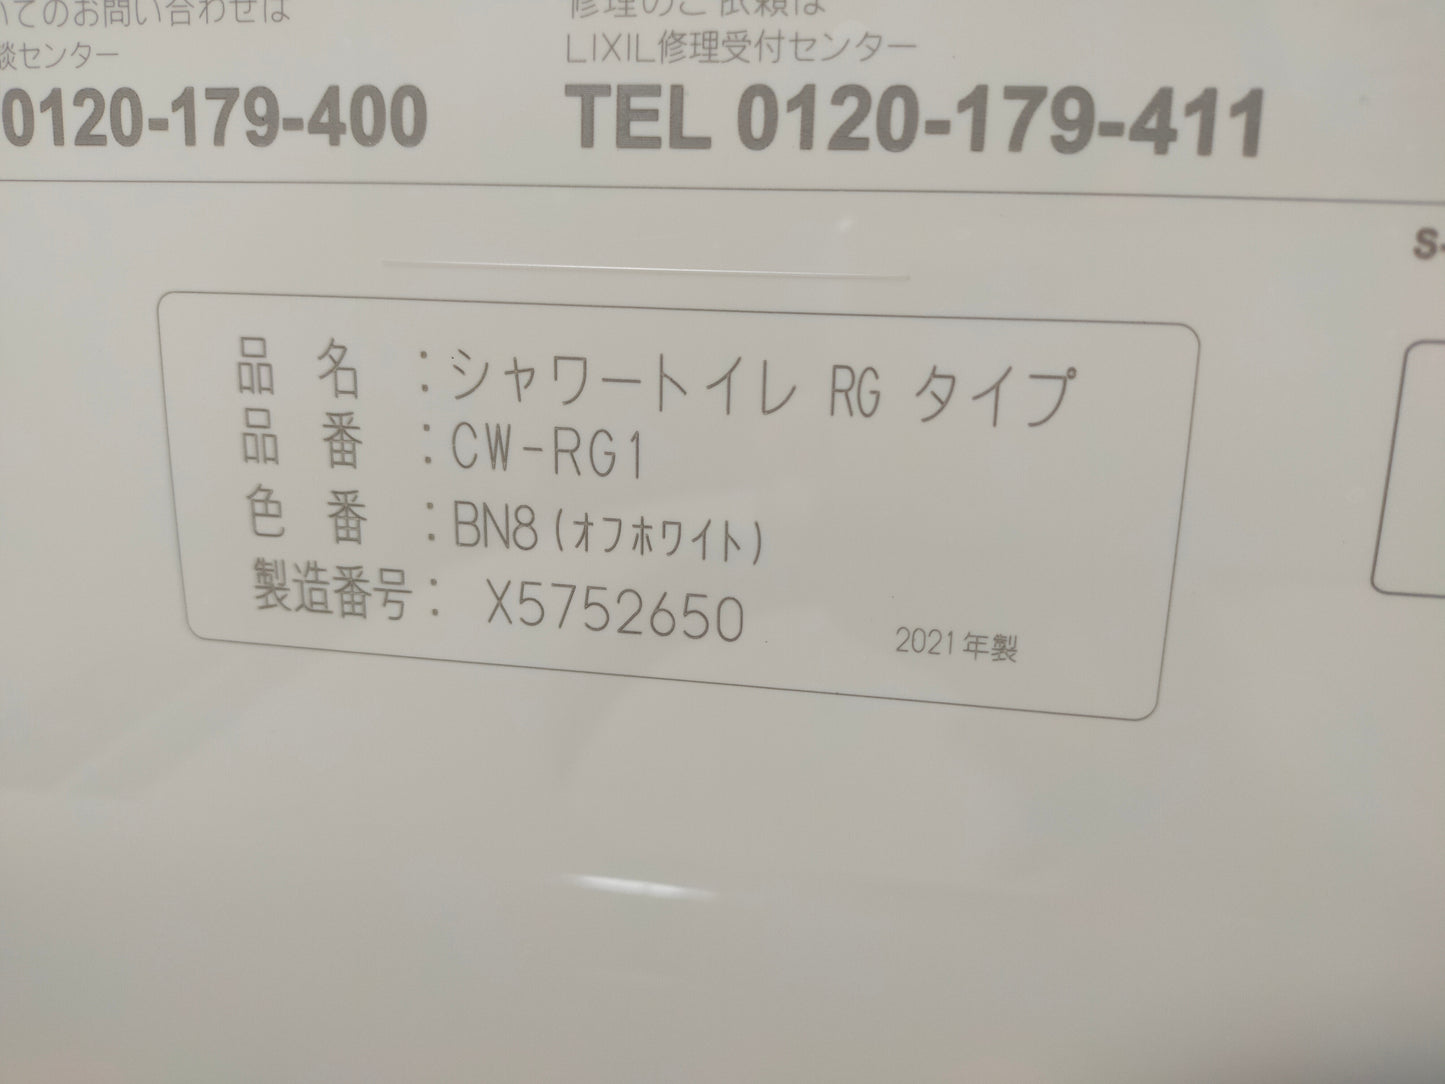 いてのお問い合わせは
談センター
0120-179-400
修理のご依頼は
LIXIL修理受付センター
TEL 0120-179-411
S-
品 名 :シャワートイレ RG タイプ
品 番 :CW-RG1
色 番 :BN8(オフホワイト)
製造番号: X5752650
2021年製